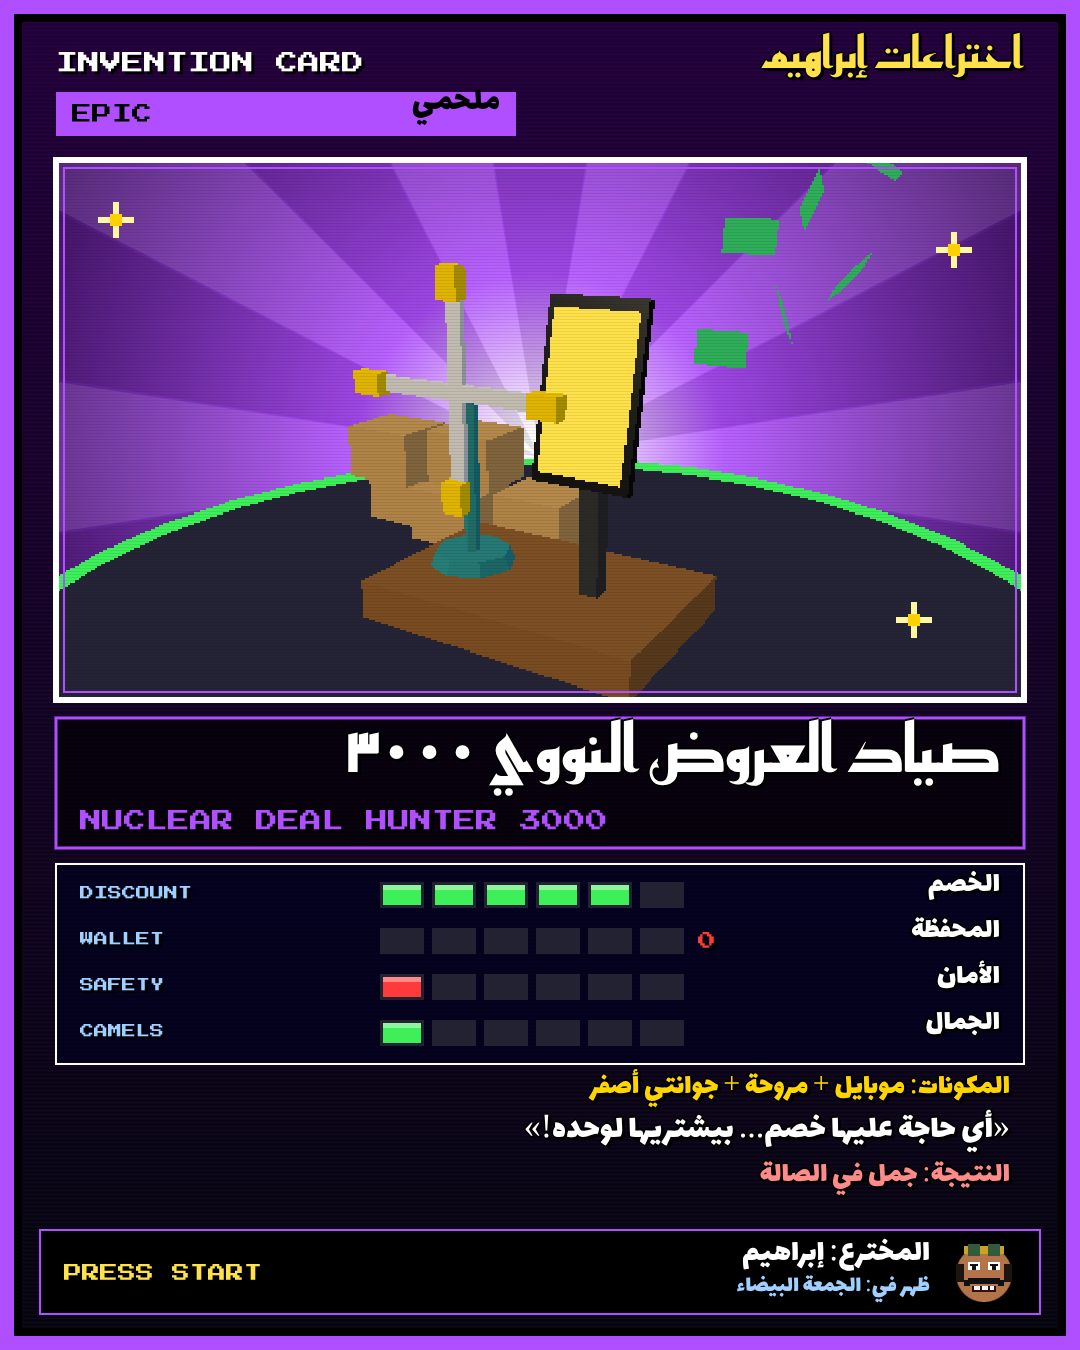 INVENTION CARD
اختراعات إبراهيم
EPIC
ملحمي
صياد العروض النووي ٣٠٠٠
NUCLEAR DEAL HUNTER 3000
DISCOUNT
الخصم
WALLET
0
المحفظة
SAFETY
الأمان
CAMELS
الجمال
المكونات: موبايل + مروحة + جوانتي أصفر
«أي حاجة عليها خصم... بيشتريها لوحده!»
النتيجة: جمل في الصالة
PRESS START
المخترع: إبراهيم
ظهر في: الجمعة البيضاء